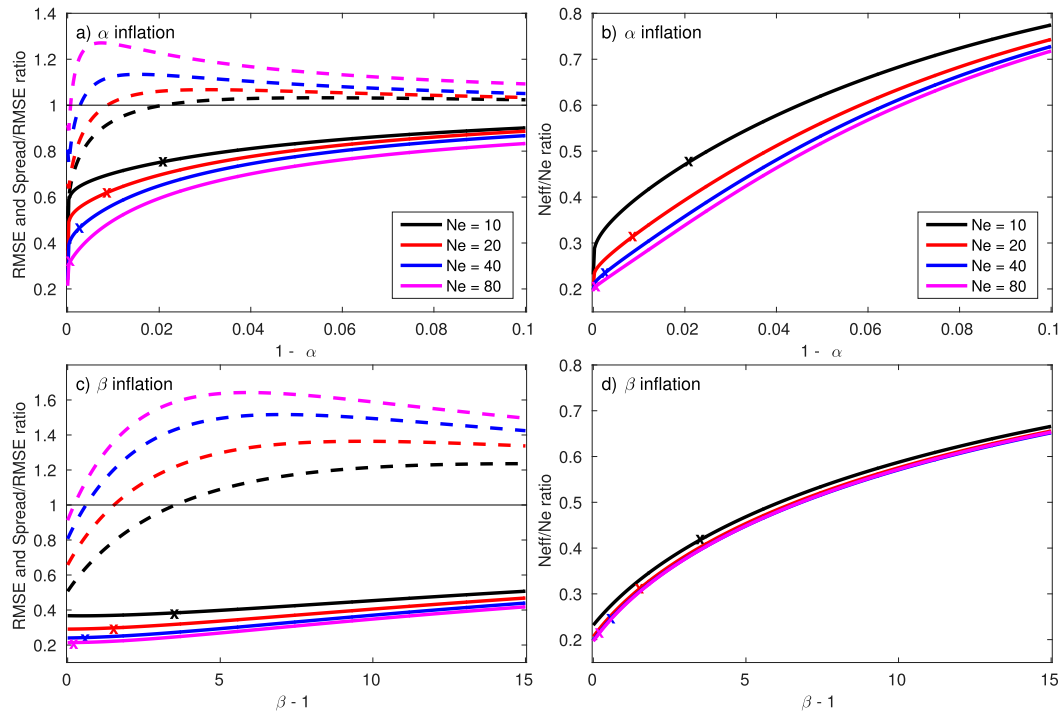 a) α inflation
RMSE and Spread/RMSE ratio
1.4
1.2
1
0.8
0.6
0.4
0.2
Ne = 10
Ne = 20
Ne = 40
Ne = 80
0 0.02 0.04 0.06 0.08 0.1
1 - α
b) α inflation
Neff/Ne ratio
0.8
0.7
0.6
0.5
0.4
0.3
0.2
Ne = 10
Ne = 20
Ne = 40
Ne = 80
0 0.02 0.04 0.06 0.08 0.1
1 - α
c) β inflation
RMSE and Spread/RMSE ratio
1.6
1.4
1.2
1
0.8
0.6
0.4
0.2
0 5 10 15
β - 1
d) β inflation
Neff/Ne ratio
0.8
0.7
0.6
0.5
0.4
0.3
0.2
0 5 10 15
β - 1